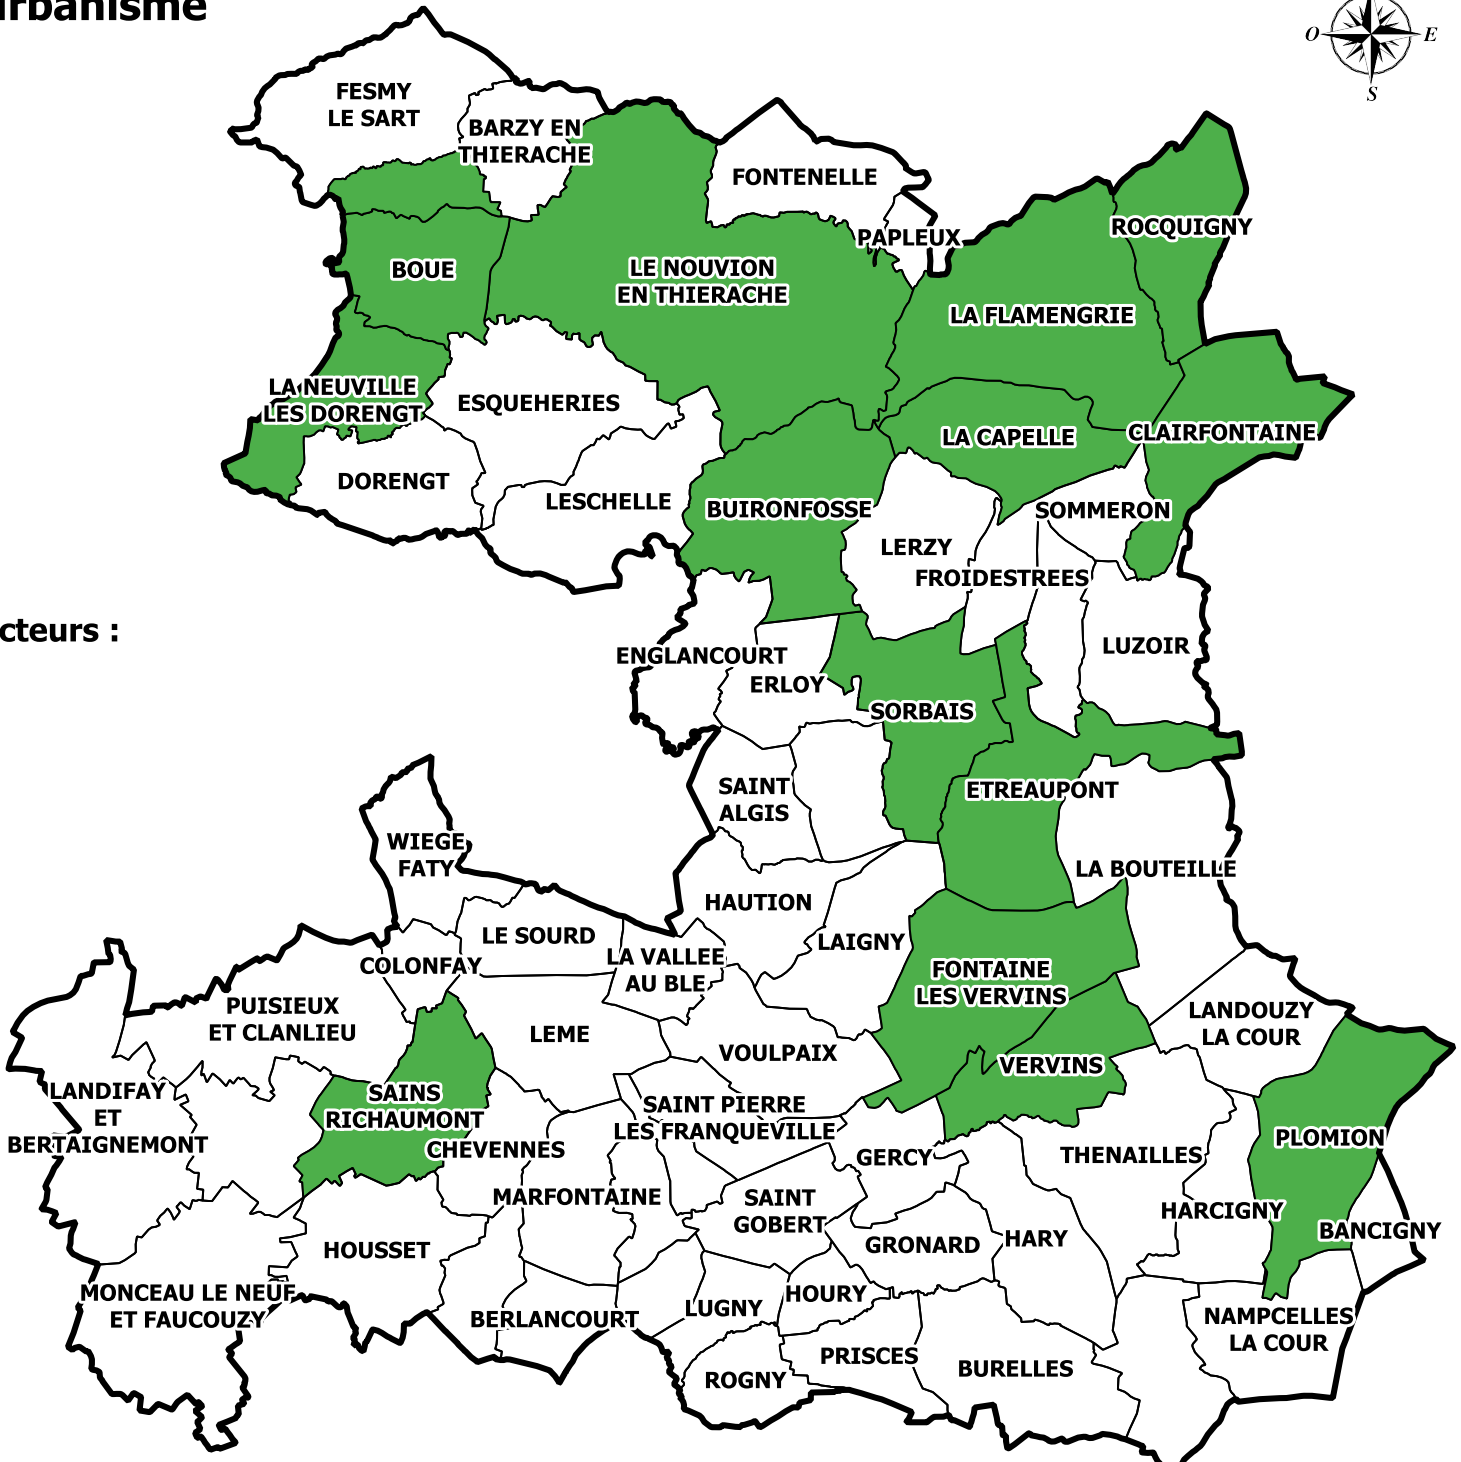 urbanisme
O
E
S
FESMY
LE SART
BARZY EN
THIERACHE
FONTENELLE
PAPLEUX
ROCQUIGNY
BOUE
LE NOUVION
EN THIERACHE
LA FLAMENGRIE
LA NEUVILLE
LES DORENGT
ESQUEHERIES
LA CAPELLE
CLAIRFONTAINE
DORENGT
LESCHELLE
BUIRONFOSSE
SOMMERON
LERZY
FROIDESTREES
cteurs :
LUZOIR
ENGLANCOURT
ERLOY
SORBAIS
SAINT
ALGIS
ETREAUPONT
WIEGE
FATY
LA BOUTEILLE
HAUTION
LE SOURD
LAIGNY
LA VALLEE
AU BLE
COLONFAY
FONTAINE
LES VERVINS
PUISIEUX
ET CLANLIEU
LANDOUZY
LA COUR
LEME
VOULPAIX
VERVINS
LANDIFAY
ET
BERTAIGNEMONT
SAINS
RICHAUMONT
SAINT PIERRE
LES FRANQUEVILLE
CHEVENNES
GERCY
THENAILLES
PLOMION
MARFONTAINE
SAINT
GOBERT
HARCIGNY
BANCIGNY
HOUSSET
GRONARD
HARY
MONCEAU LE NEUF
ET FAUCOUZY
HOURY
LUGNY
BERLANCOURT
NAMPCELLES
LA COUR
PRISCES
BURELLES
ROGNY